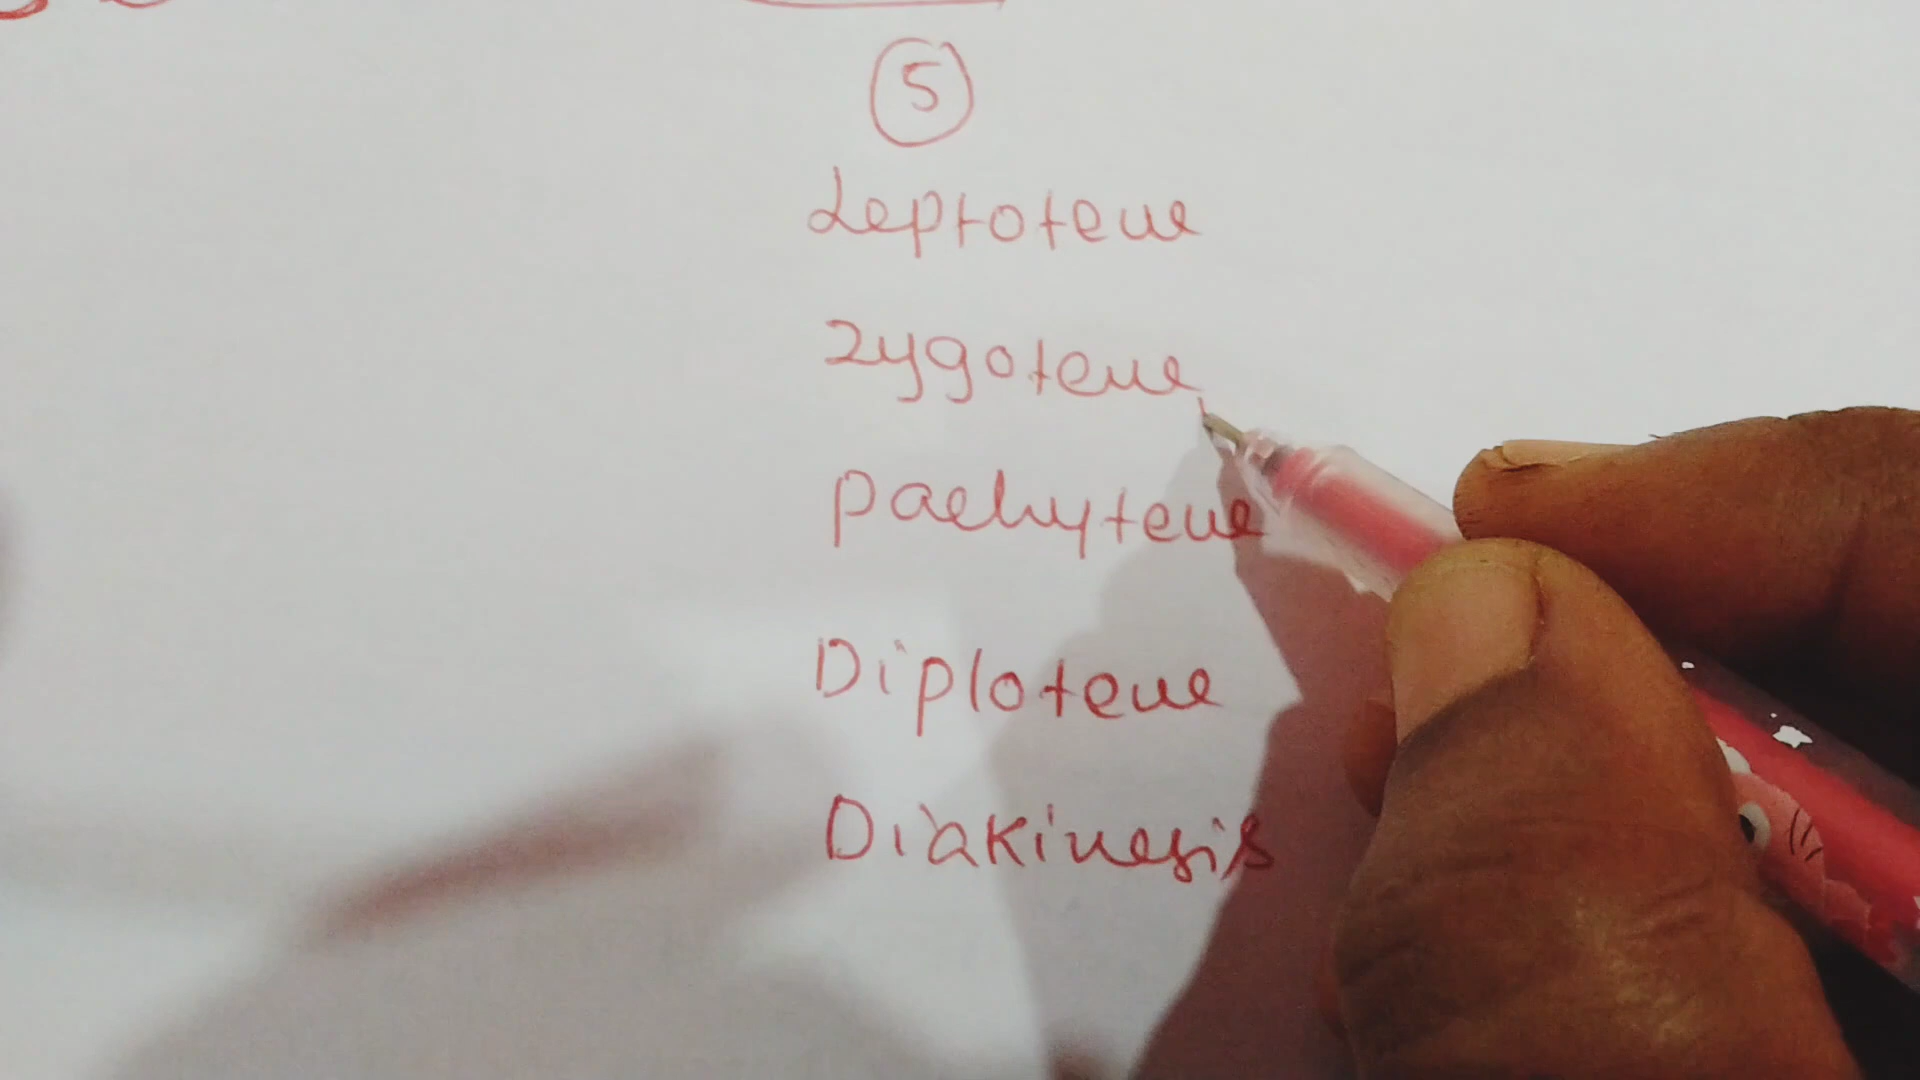 5
Leptotene
Zygotene
Pachytene
Diplotene
Diakinesis